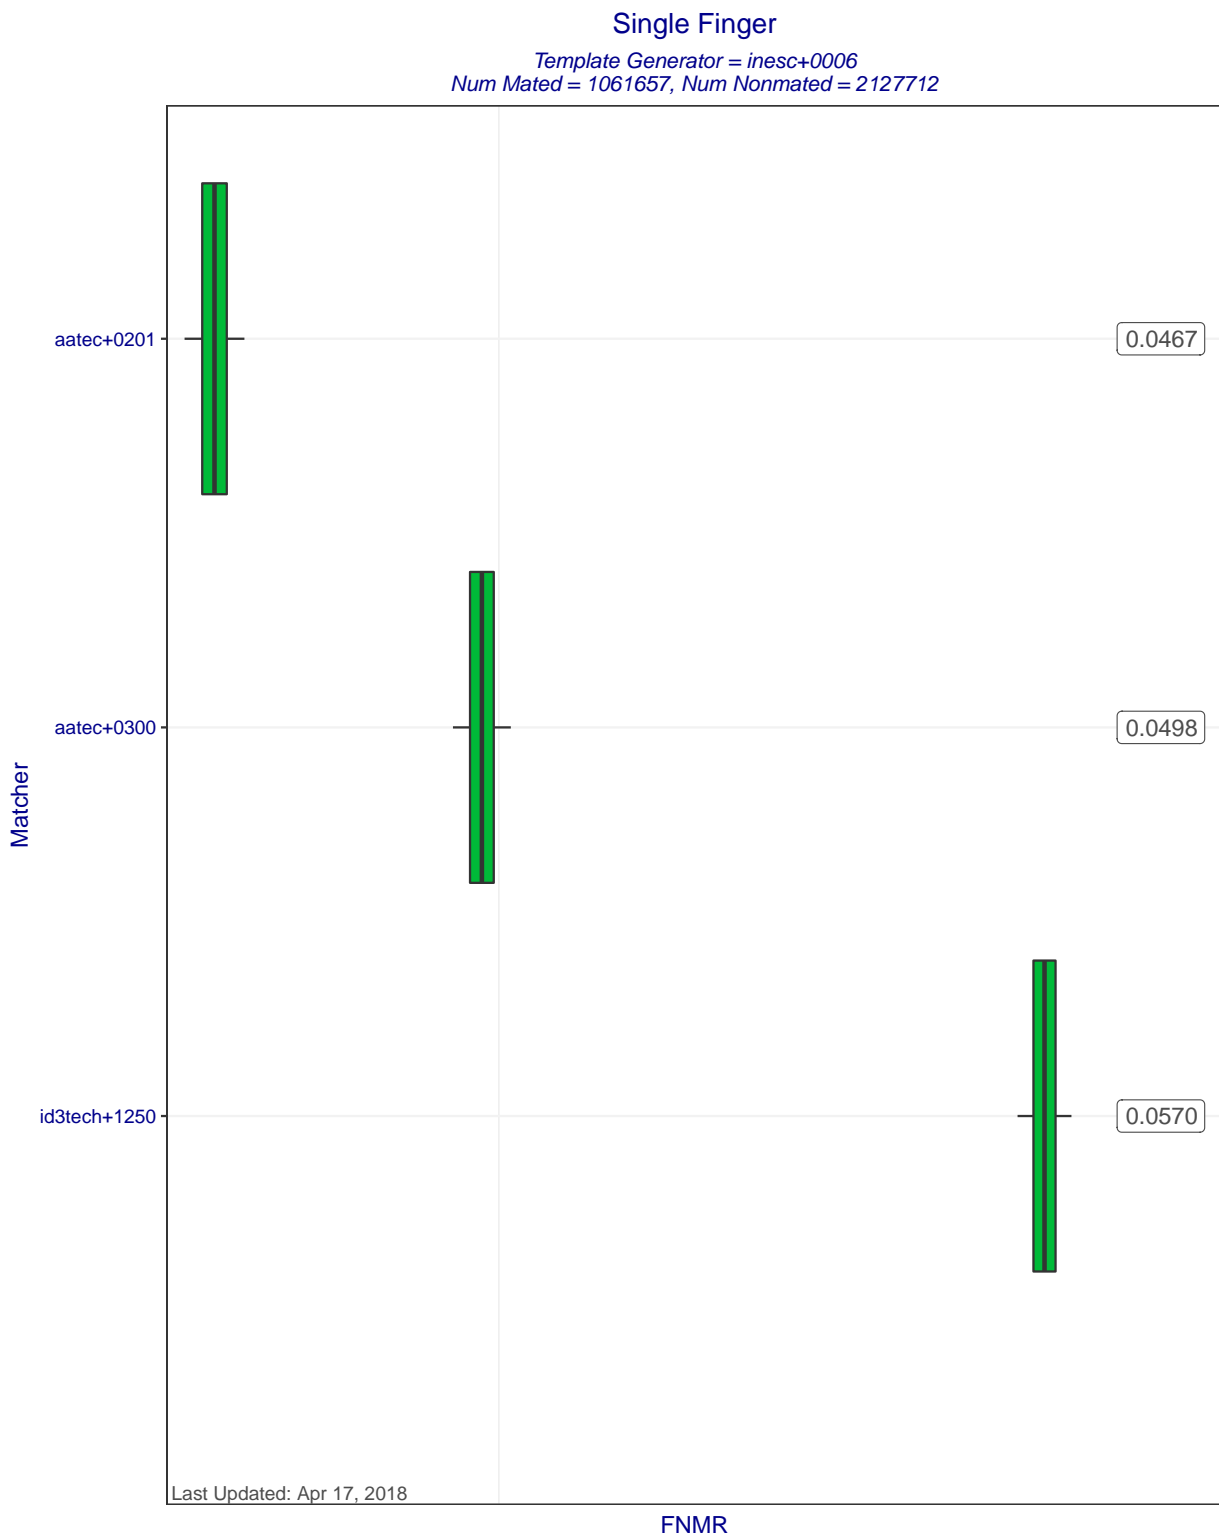 Single Finger
Template Generator = inesc+0006
Num Mated = 1061657, Num Nonmated = 2127712
aatec+0201
0.0467
aatec+0300
0.0498
Matcher
id3tech+1250
0.0570
Last Updated: Apr 17, 2018
FNMR